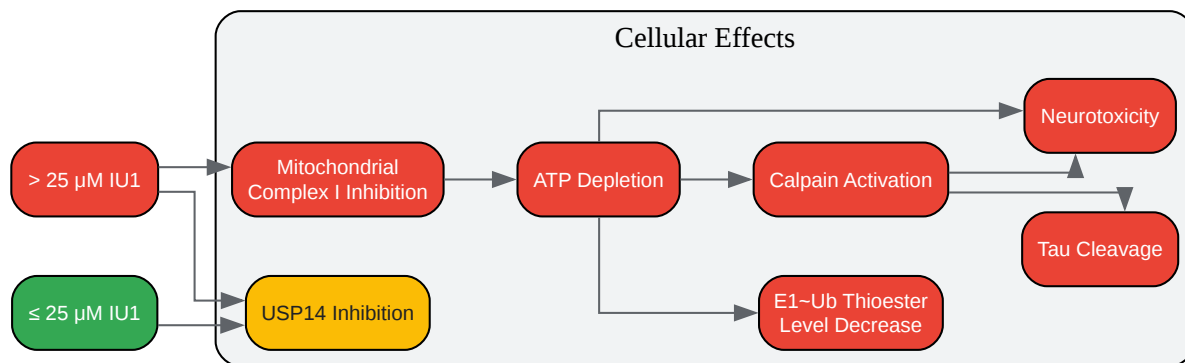 Cellular Effects
Neurotoxicity
> 25 μM IU1
Mitochondrial
Complex I Inhibition
ATP Depletion
Calpain Activation
Tau Cleavage
≤ 25 μM IU1
USP14 Inhibition
E1~Ub Thioester
Level Decrease